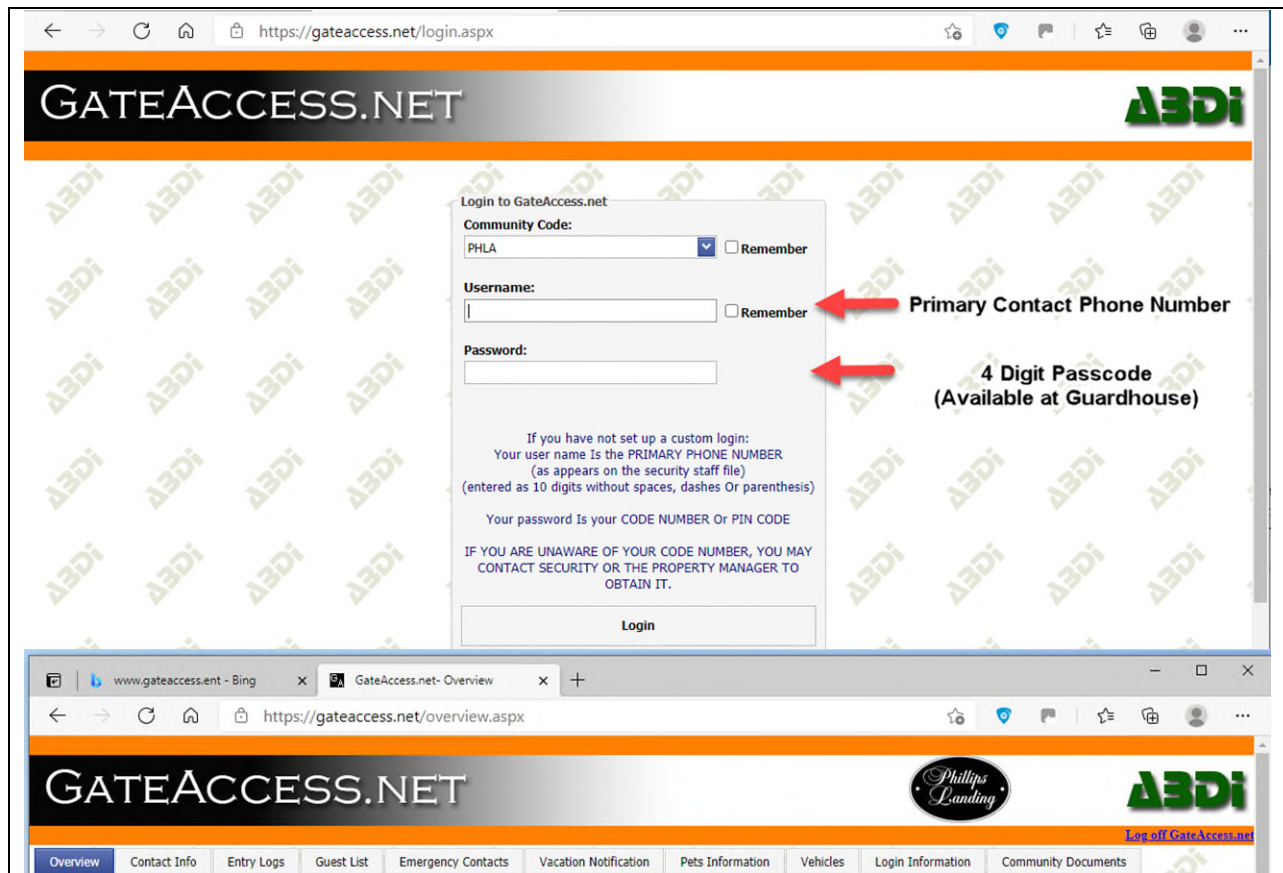 https://gateaccess.net/login.aspx
GATEACCESS.NET
A3Di
Login to GateAccess.net
Community Code:
PHLA
Remember
Username:
Remember
Primary Contact Phone Number
Password:
4 Digit Passcode
(Available at Guardhouse)
If you have not set up a custom login:
Your user name Is the PRIMARY PHONE NUMBER
(as appears on the security staff file)
(entered as 10 digits without spaces, dashes Or parenthesis)
Your password Is your CODE NUMBER Or PIN CODE
IF YOU ARE UNAWARE OF YOUR CODE NUMBER, YOU MAY
CONTACT SECURITY OR THE PROPERTY MANAGER TO
OBTAIN IT.
Login
www.gateaccess.ent - Bing
GateAccess.net- Overview
https://gateaccess.net/overview.aspx
GATEACCESS.NET
Phillips
Landing
A3Di
Log off GateAccess.net
Overview Contact Info Entry Logs Guest List Emergency Contacts Vacation Notification Pets Information Vehicles Login Information Community Documents